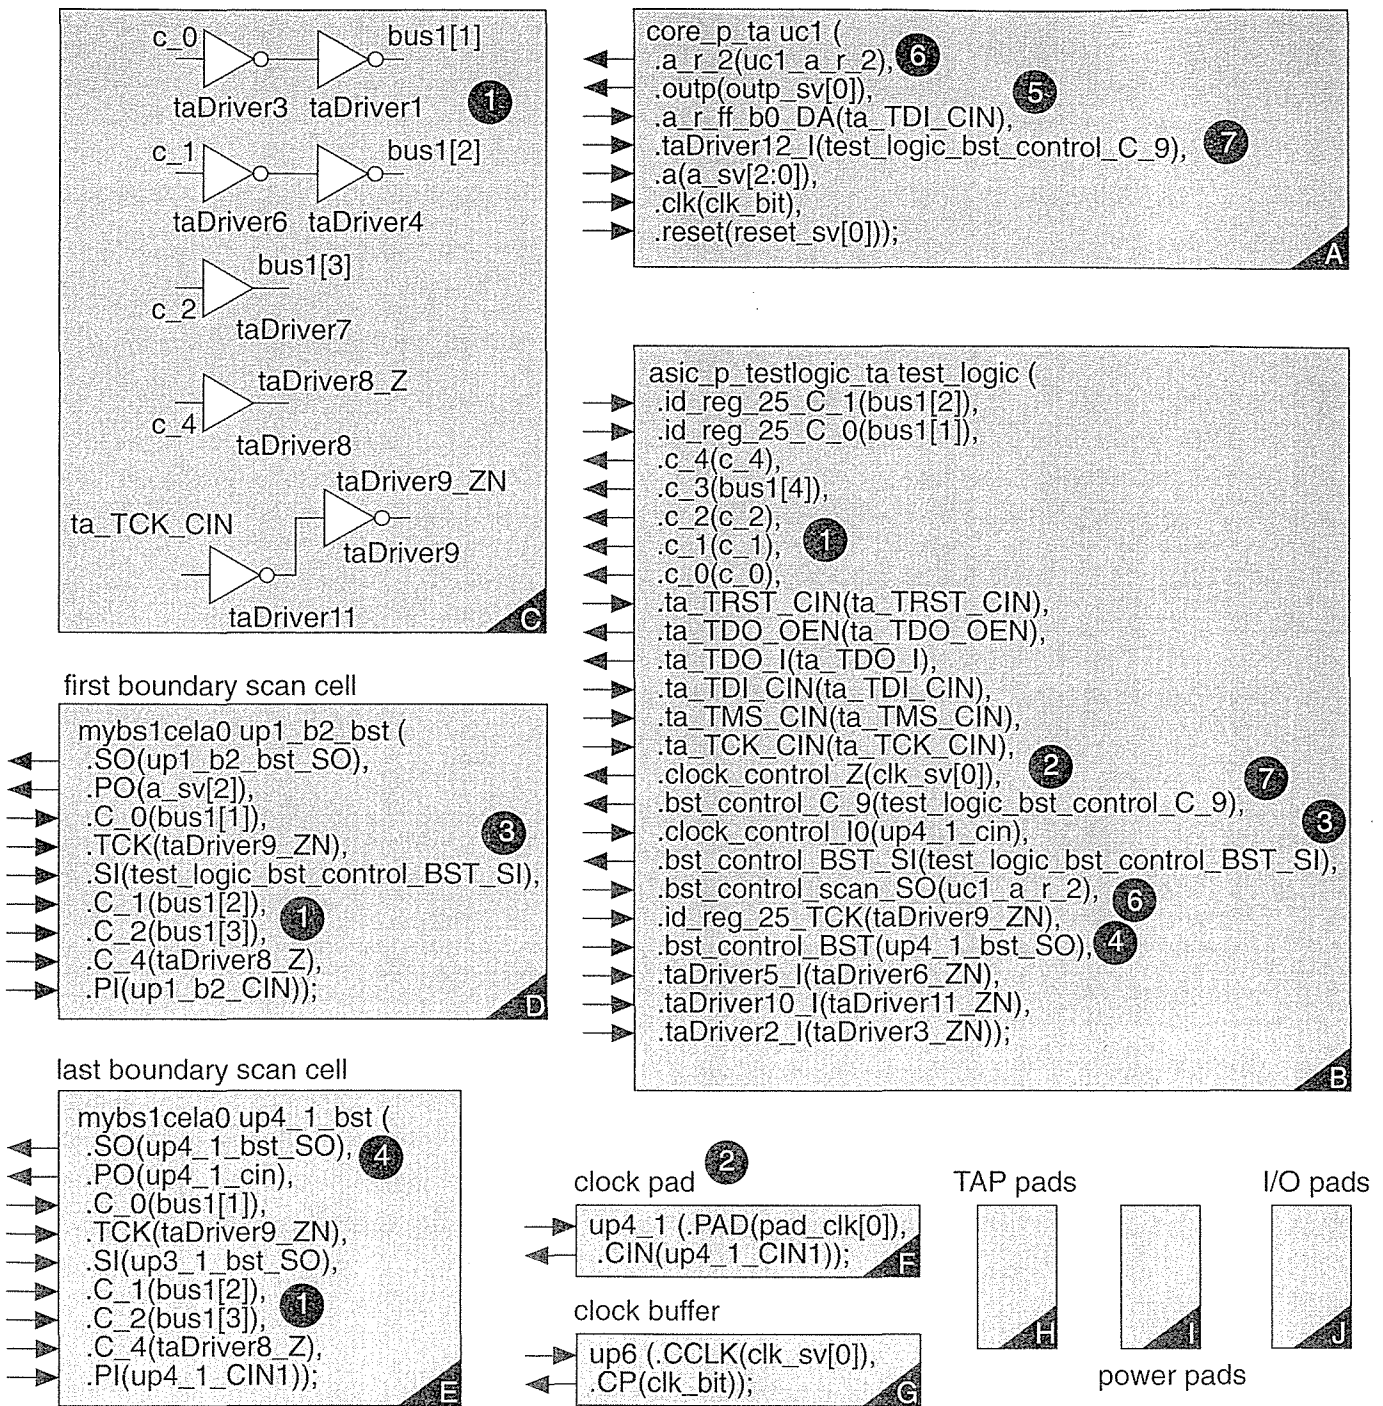 c_0
bus1[1]
taDriver3
taDriver1
1
c_1
bus1[2]
taDriver6
taDriver4
bus1[3]
c_2
taDriver7
taDriver8_Z
c_4
taDriver8
taDriver9_ZN
ta_TCK_CIN
taDriver9
taDriver11
C
core_p_ta uc1 (
.a_r_2(uc1_a_r_2), 6
.outp(outp_sv[0]), 5
.a_r_ff_b0_DA(ta_TDI_CIN),
.taDriver12_I(test_logic_bst_control_C_9), 7
.a(a_sv[2:0]),
.clk(clk_bit),
.reset(reset_sv[0]));
A
asic_p_testlogic_ta test_logic (
.id_reg_25_C_1(bus1[2]),
.id_reg_25_C_0(bus1[1]),
.c_4(c_4),
.c_3(bus1[4]),
.c_2(c_2),
.c_1(c_1), 1
.c_0(c_0),
.ta_TRST_CIN(ta_TRST_CIN),
.ta_TDO_OEN(ta_TDO_OEN),
.ta_TDO_I(ta_TDO_I),
.ta_TDI_CIN(ta_TDI_CIN),
.ta_TMS_CIN(ta_TMS_CIN),
.ta_TCK_CIN(ta_TCK_CIN),
.clock_control_Z(clk_sv[0]), 2 7
.bst_control_C_9(test_logic_bst_control_C_9),
.clock_control_I0(up4_1_cin), 3
.bst_control_BST_SI(test_logic_bst_control_BST_SI),
.bst_control_scan_SO(uc1_a_r_2), 6
.id_reg_25_TCK(taDriver9_ZN),
.bst_control_BST(up4_1_bst_SO), 4
.taDriver5_I(taDriver6_ZN),
.taDriver10_I(taDriver11_ZN),
.taDriver2_I(taDriver3_ZN));
B
first boundary scan cell
mybs1cela0 up1_b2_bst (
.SO(up1_b2_bst_SO),
.PO(a_sv[2]),
.C_0(bus1[1]), 3
.TCK(taDriver9_ZN),
.SI(test_logic_bst_control_BST_SI),
.C_1(bus1[2]), 1
.C_2(bus1[3]),
.C_4(taDriver8_Z),
.PI(up1_b2_CIN));
D
last boundary scan cell
mybs1cela0 up4_1_bst (
.SO(up4_1_bst_SO), 4
.PO(up4_1_cin),
.C_0(bus1[1]),
.TCK(taDriver9_ZN),
.SI(up3_1_bst_SO),
.C_1(bus1[2]), 1
.C_2(bus1[3]),
.C_4(taDriver8_Z),
.PI(up4_1_CIN1));
E
clock pad 2
up4_1 (.PAD(pad_clk[0]),
.CIN(up4_1_CIN1));
F
clock buffer
up6 (.CCLK(clk_sv[0]),
.CP(clk_bit));
G
TAP pads
H
I
power pads
I/O pads
J